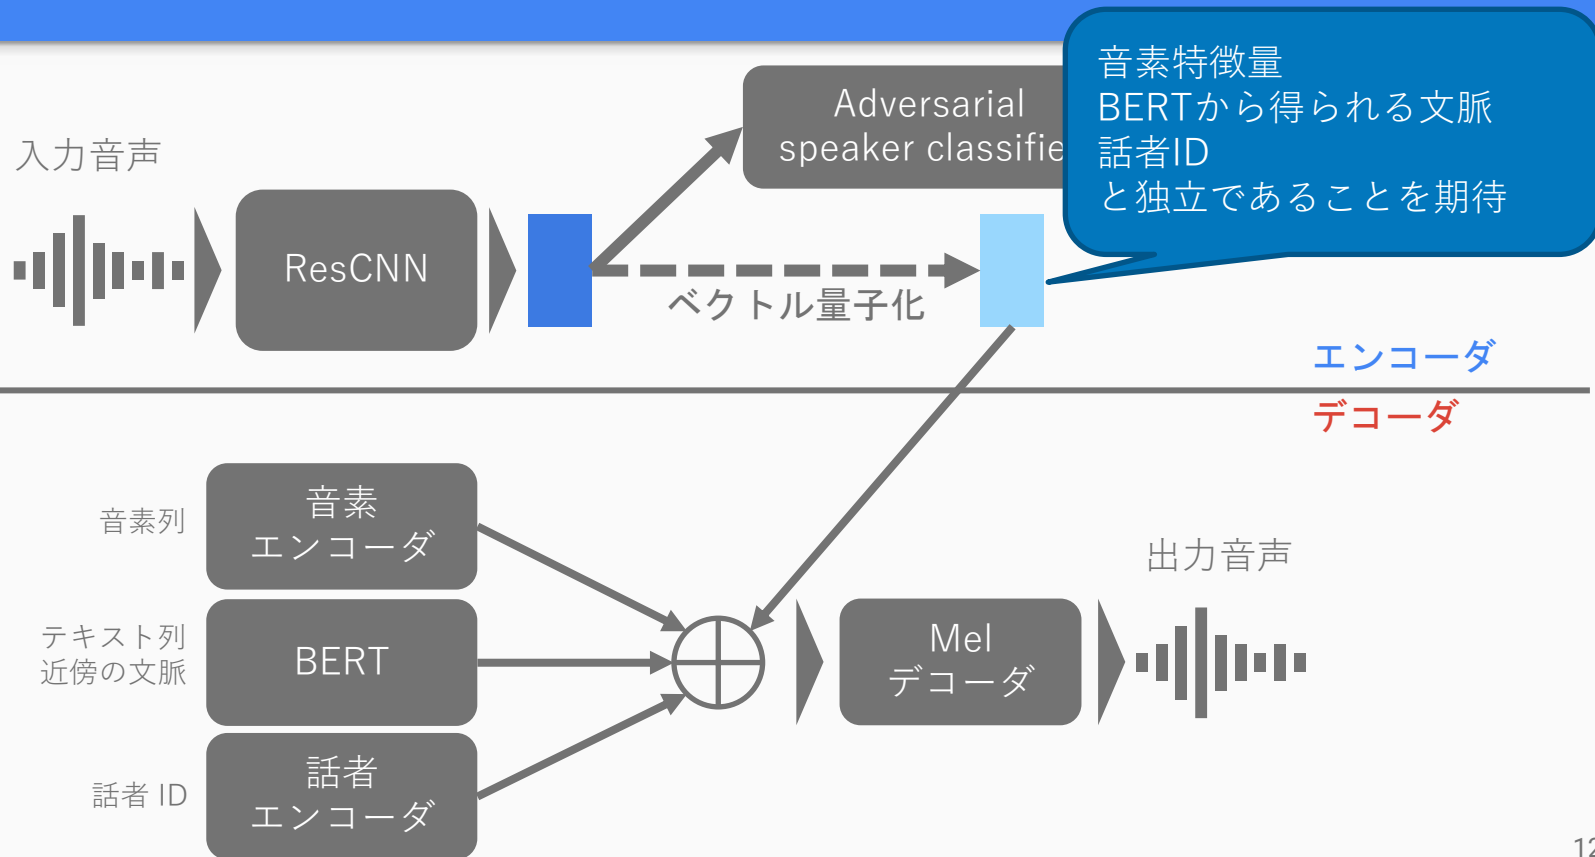 音素特徴量
BERTから得られる文脈
話者ID
と独立であることを期待
Adversarial
speaker classifie
入力音声
ResCNN
ベクトル量子化
エンコーダ
デコーダ
音素列
音素
エンコーダ
テキスト列
近傍の文脈
BERT
話者 ID
話者
エンコーダ
Mel
デコーダ
出力音声
12